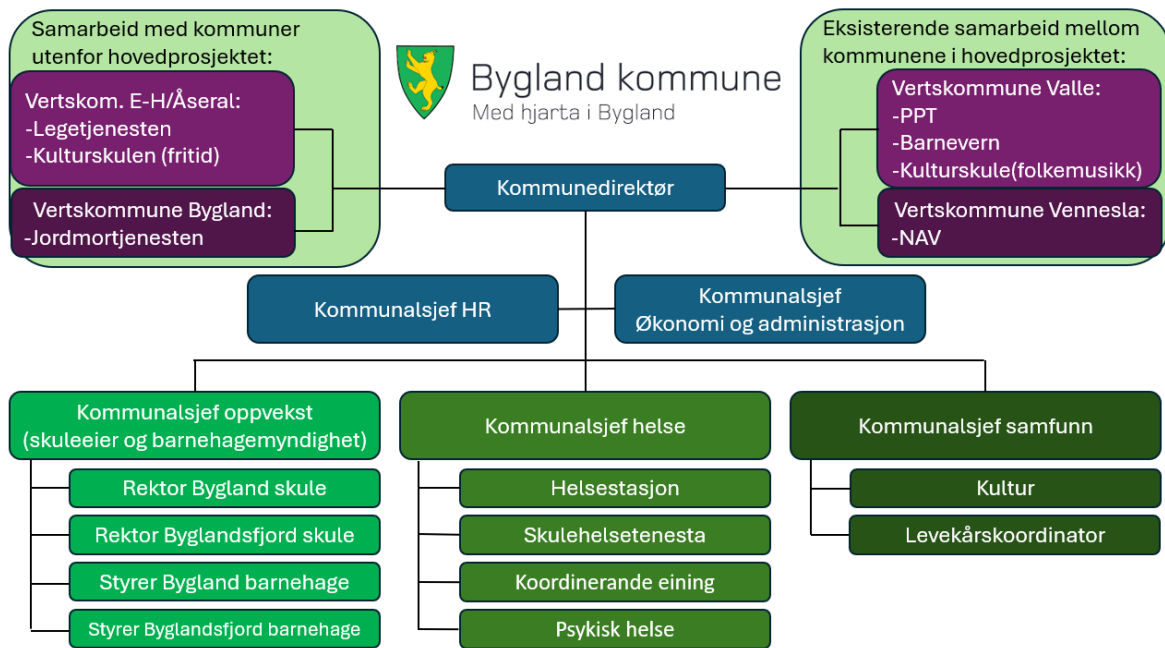 Samarbeid med kommuner
utenfor hovedprosjektet:
Vertskom. E-H/Åseral:
-Legetjenesten
-Kulturskulen (fritid)
Vertskommune Bygland:
-Jordmortjenesten
Bygland kommune
Med hjarta i Bygland
Eksisterende samarbeid mellom
kommunene i hovedprosjektet:
Vertskommune Valle:
-PPT
-Barnevern
-Kulturskule(folkemusikk)
Vertskommune Vennesla:
-NAV
Kommunedirektør
Kommunalsjef HR
Kommunalsjef
Økonomi og administrasjon
Kommunalsjef oppvekst
(skuleeier og barnehagemyndighet)
Rektor Bygland skule
Rektor Byglandsfjord skule
Styrer Bygland barnehage
Styrer Byglandsfjord barnehage
Kommunalsjef helse
Helsestasjon
Skulehelsetenesta
Koordinerande eining
Psykisk helse
Kommunalsjef samfunn
Kultur
Levekårskoordinator